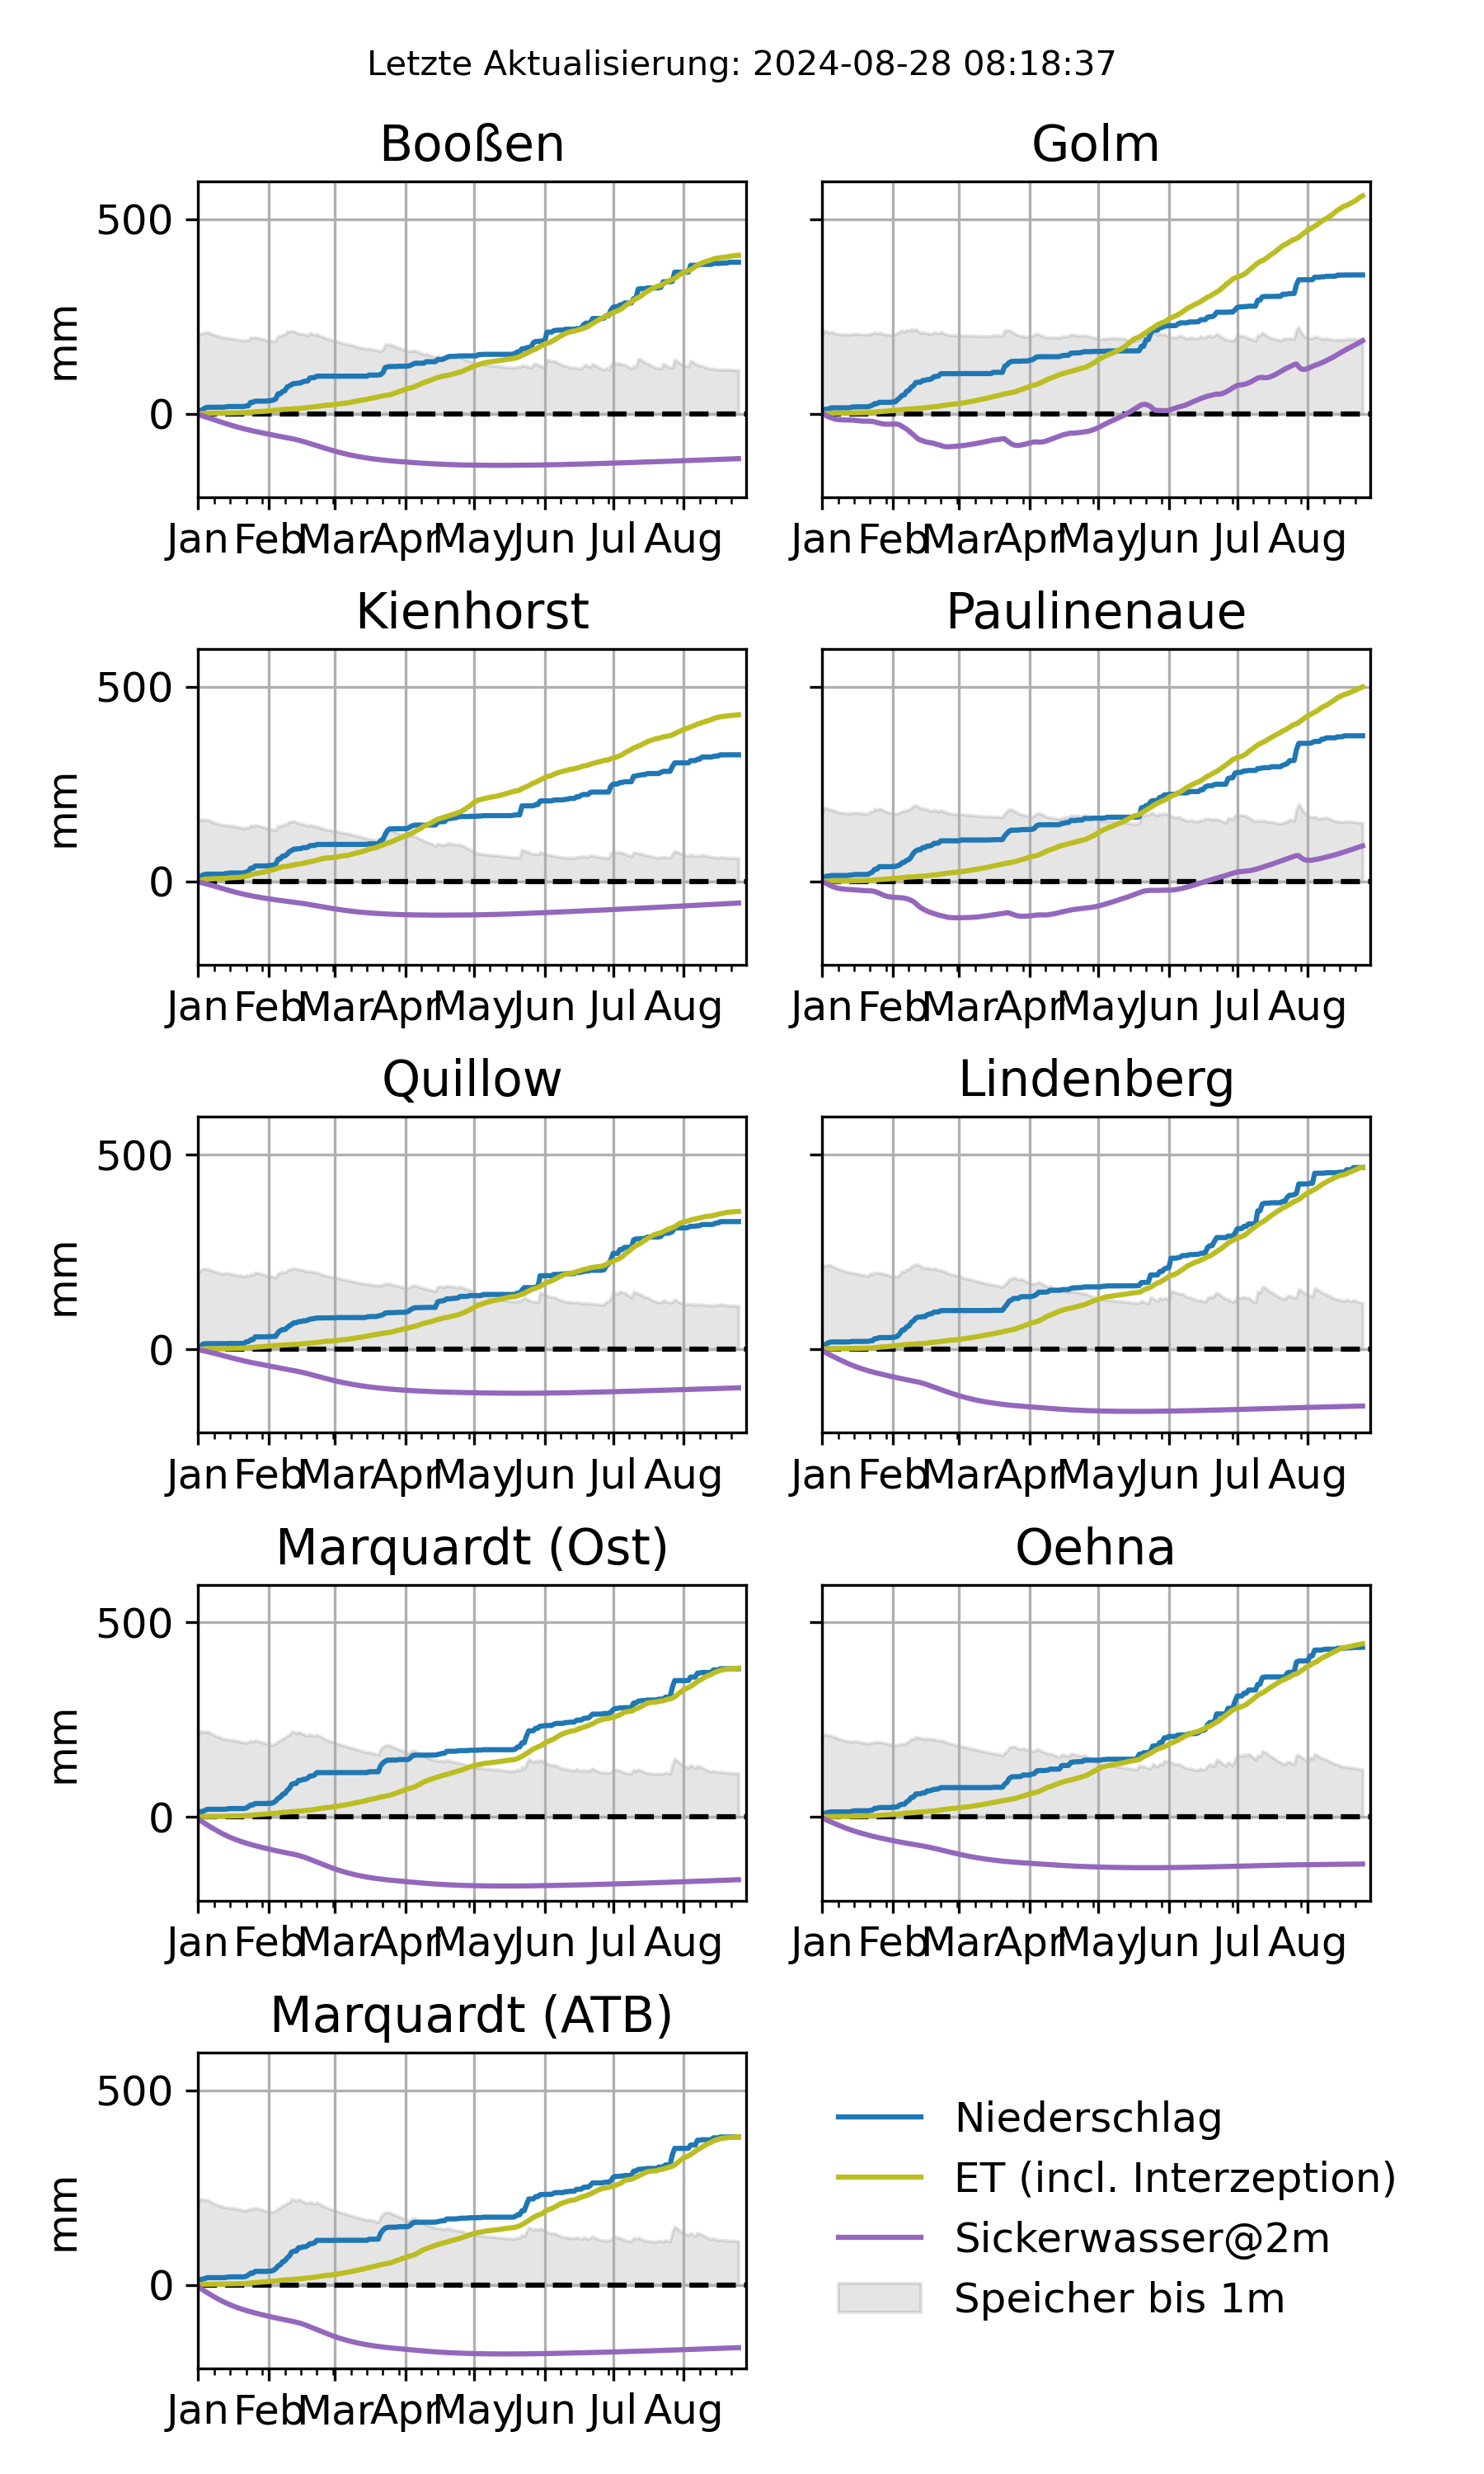 Letzte Aktualisierung: 2024-08-28 08:18:37
Booßen Golm
500
0
mm
Jan Feb Mar Apr May Jun Jul Aug Jan Feb Mar Apr May Jun Jul Aug
Kienhorst Paulinenaue
500
0
mm
Jan Feb Mar Apr May Jun Jul Aug Jan Feb Mar Apr May Jun Jul Aug
Quillow Lindenberg
500
0
mm
Jan Feb Mar Apr May Jun Jul Aug Jan Feb Mar Apr May Jun Jul Aug
Marquardt (Ost) Oehna
500
0
mm
Jan Feb Mar Apr May Jun Jul Aug Jan Feb Mar Apr May Jun Jul Aug
Marquardt (ATB)
500
0
mm
Jan Feb Mar Apr May Jun Jul Aug
Niederschlag
ET (incl. Interzeption)
Sickerwasser@2m
Speicher bis 1m